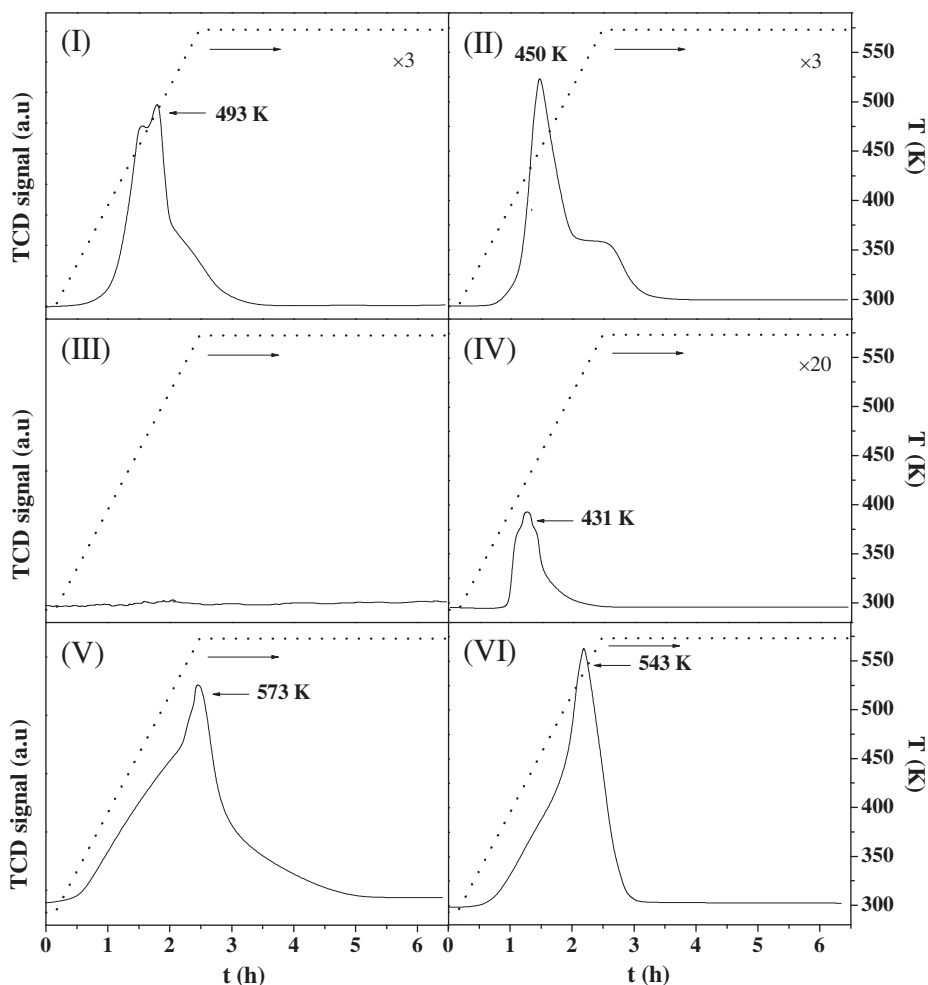 (I)
×3
493 K
TCD signal (a.u)
(II)
450 K
×3
550
500
450
400
350
300
T (K)
(III)
TCD signal (a.u)
(IV)
×20
431 K
550
500
450
400
350
300
T (K)
(V)
573 K
TCD signal (a.u)
0 1 2 3 4 5 6
t (h)
(VI)
543 K
550
500
450
400
350
300
T (K)
0 1 2 3 4 5 6
t (h)